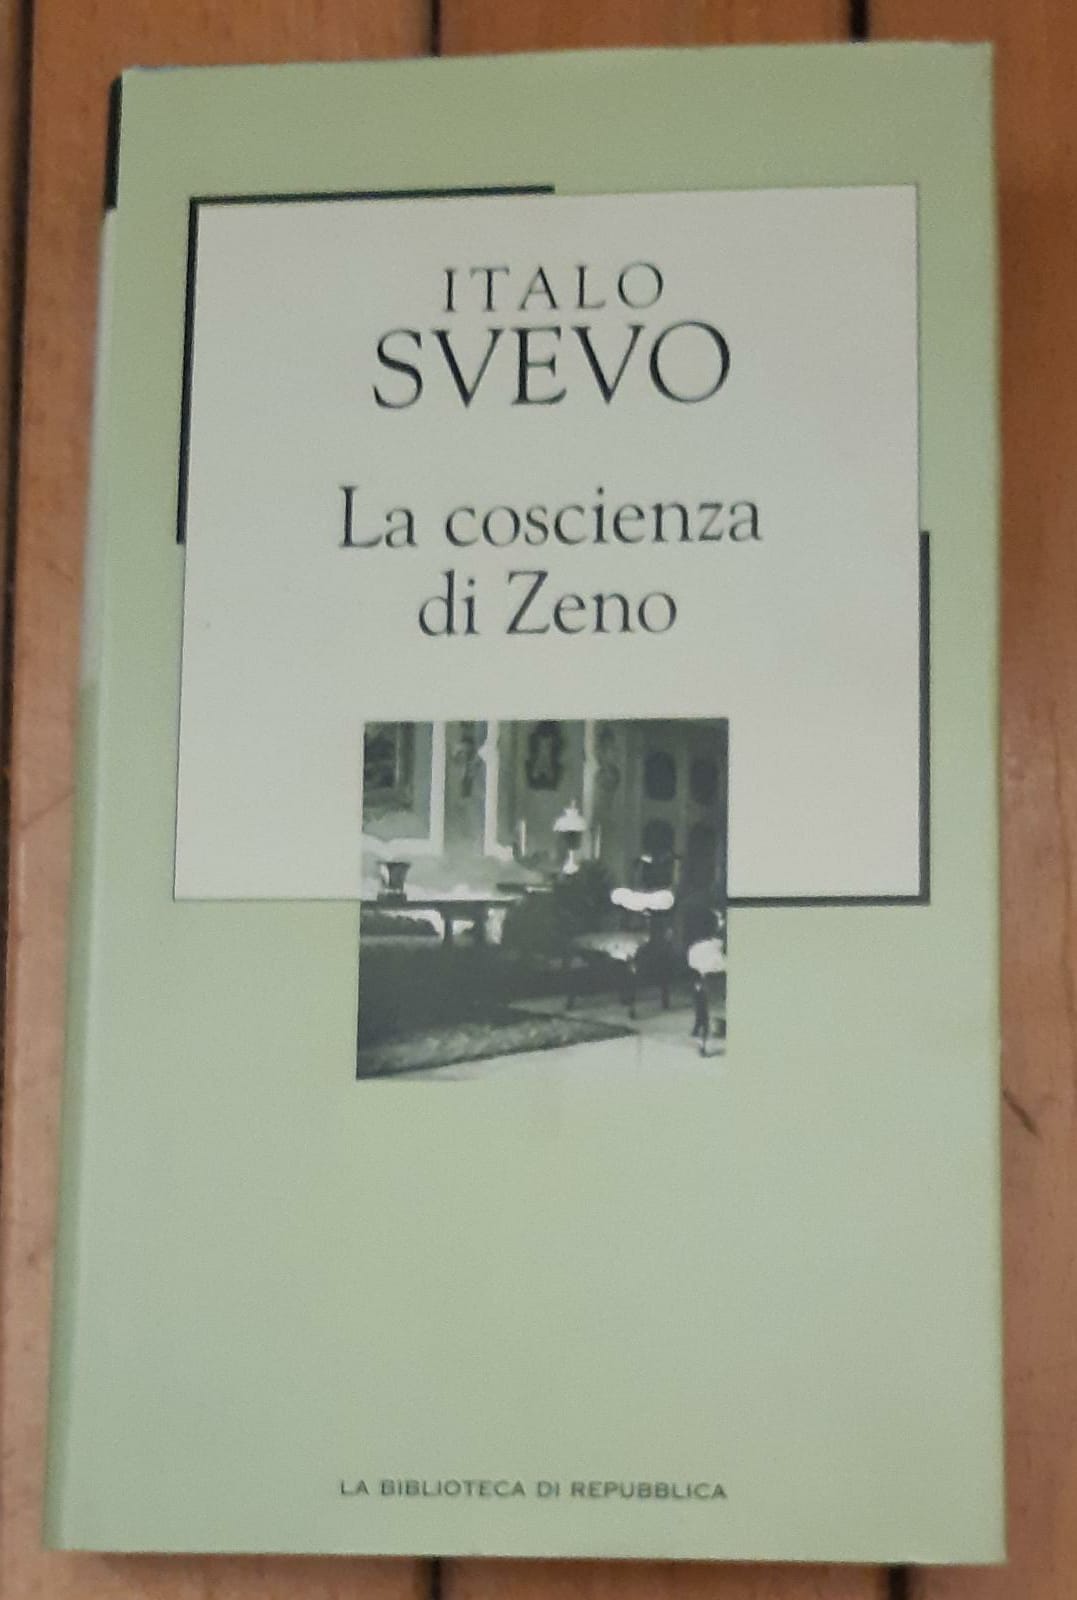 ITALO
SVEVO
La coscienza
di Zeno
LA BIBLIOTECA DI REPUBBLICA